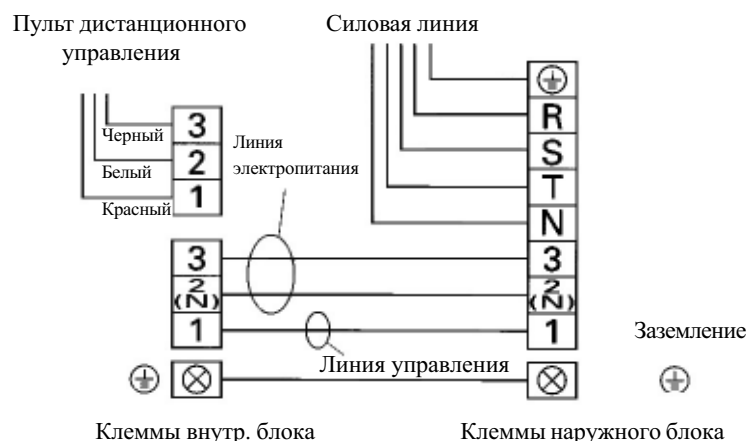 Пульт дистанционного
управления
Силовая линия
R
S
T
N
3
2
(N)
1
Черный
3
Белый
2
Красный
1
Линия
электропитания
3
2
(N)
1
Линия управления
Заземление
Клеммы внутр. блока
Клеммы наружного блока